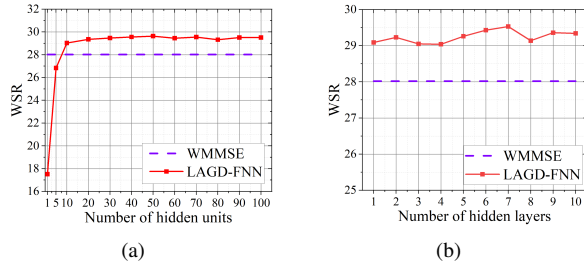 32
30
28
26
24
22
20
18
16
WSR
WMMSE
LAGD-FNN
1 5 10 20 30 40 50 60 70 80 90 100
Number of hidden units
(a)
30
29
28
27
26
25
WSR
WMMSE
LAGD-FNN
1 2 3 4 5 6 7 8 9 10
Number of hidden layers
(b)